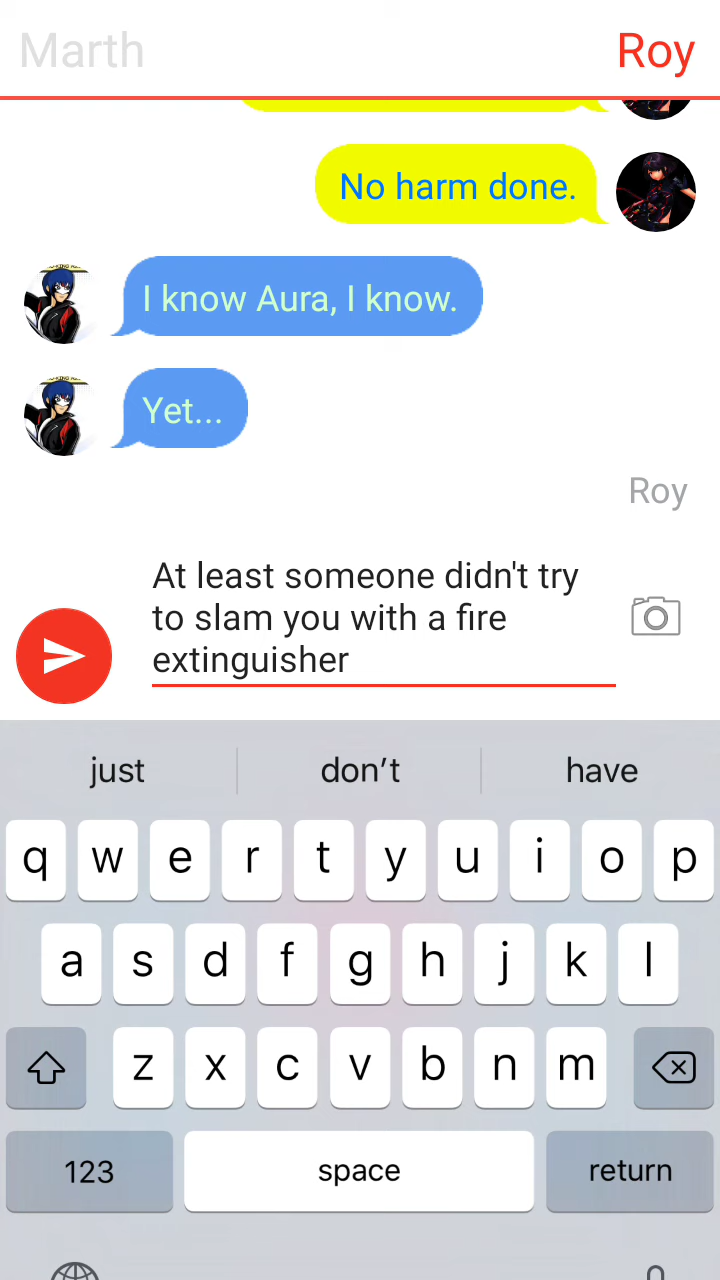 Marth
Roy
No harm done.
I know Aura, I know.
Yet...
Roy
At least someone didn't try
to slam you with a fire
extinguisher
just
don't
have
q w e r t y u i o p
a s d f g h j k l
z x c v b n m
123
space
return